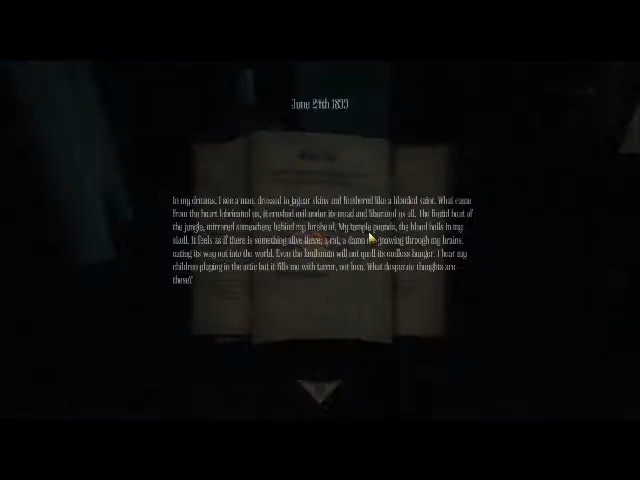 June 24th 1899
In my dreams, I see a man, dressed in jaguar skins and feathered like a blooded saint. What came
from the heart lubricated us, it crushed evil under its tread and liberated us all. The fluid heat of
the jungle, mirrored somewhere behind my forehead. My temple pounds, the blood boils in my
skull. It feels as if there is something alive there; a rat, a damn gnawing through my brains,
eating its way out into the world. Even the laudanum will not quell its endless hunger. I hear my
children playing in the attic but it fills me with terror, not love. What desperate thoughts are
these?